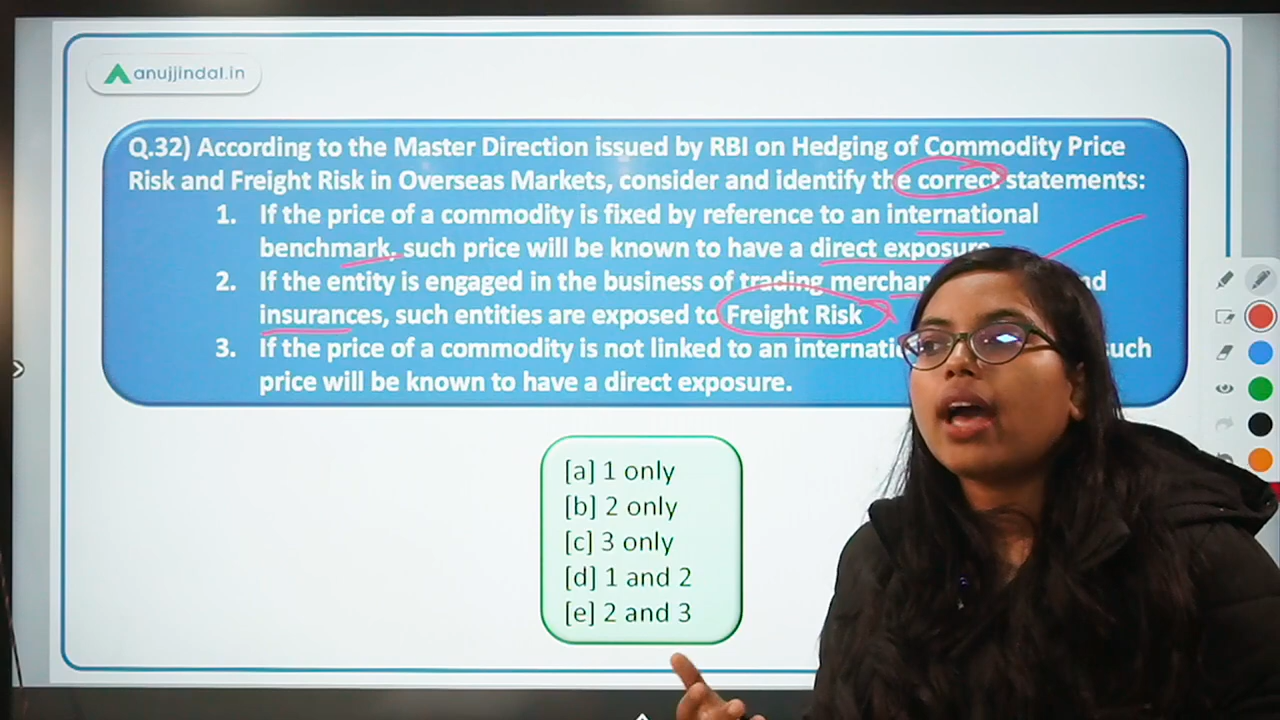 anujjindal.in
Q.32) According to the Master Direction issued by RBI on Hedging of Commodity Price
Risk and Freight Risk in Overseas Markets, consider and identify the correct statements:
1. If the price of a commodity is fixed by reference to an international
benchmark, such price will be known to have a direct exposure
2. If the entity is engaged in the business of trading
insurances, such entities are exposed to Freight Risk
3. If the price of a commodity is not linked to an such
price will be known to have a direct exposure.
[a] 1 only
[b] 2 only
[c] 3 only
[d] 1 and 2
[e] 2 and 3